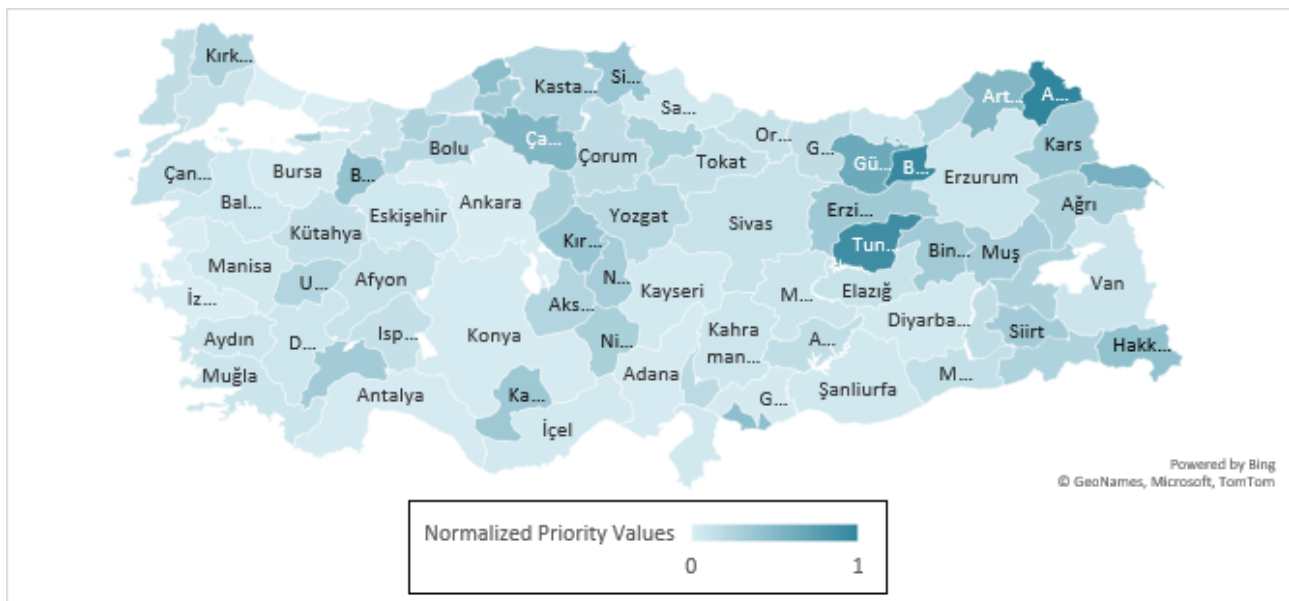 Kırk...
Kasta...
Si...
Sa...
Art...
A...
Kars
Ça...
Bolu
Çorum
Or...
Tokat
G...
Gü...
B...
Erzurum
Çan...
Bursa
B...
Bal...
Eskişehir
Ankara
Yozgat
Sivas
Erzi...
Ağrı
Kütahya
Kır...
Tun...
Bin...
Muş
Manisa
U...
Afyon
N...
Kayseri
M...
Elazığ
Van
İz...
Aks...
Aydın
D...
Isp...
Konya
Ni...
Kahra
man...
A...
Diyarba...
Siirt
Hakk...
Muğla
Antalya
Ka...
Adana
G...
Şanlıurfa
M...
İçel
Powered by Bing
© GeoNames, Microsoft, TomTom
Normalized Priority Values
0
1